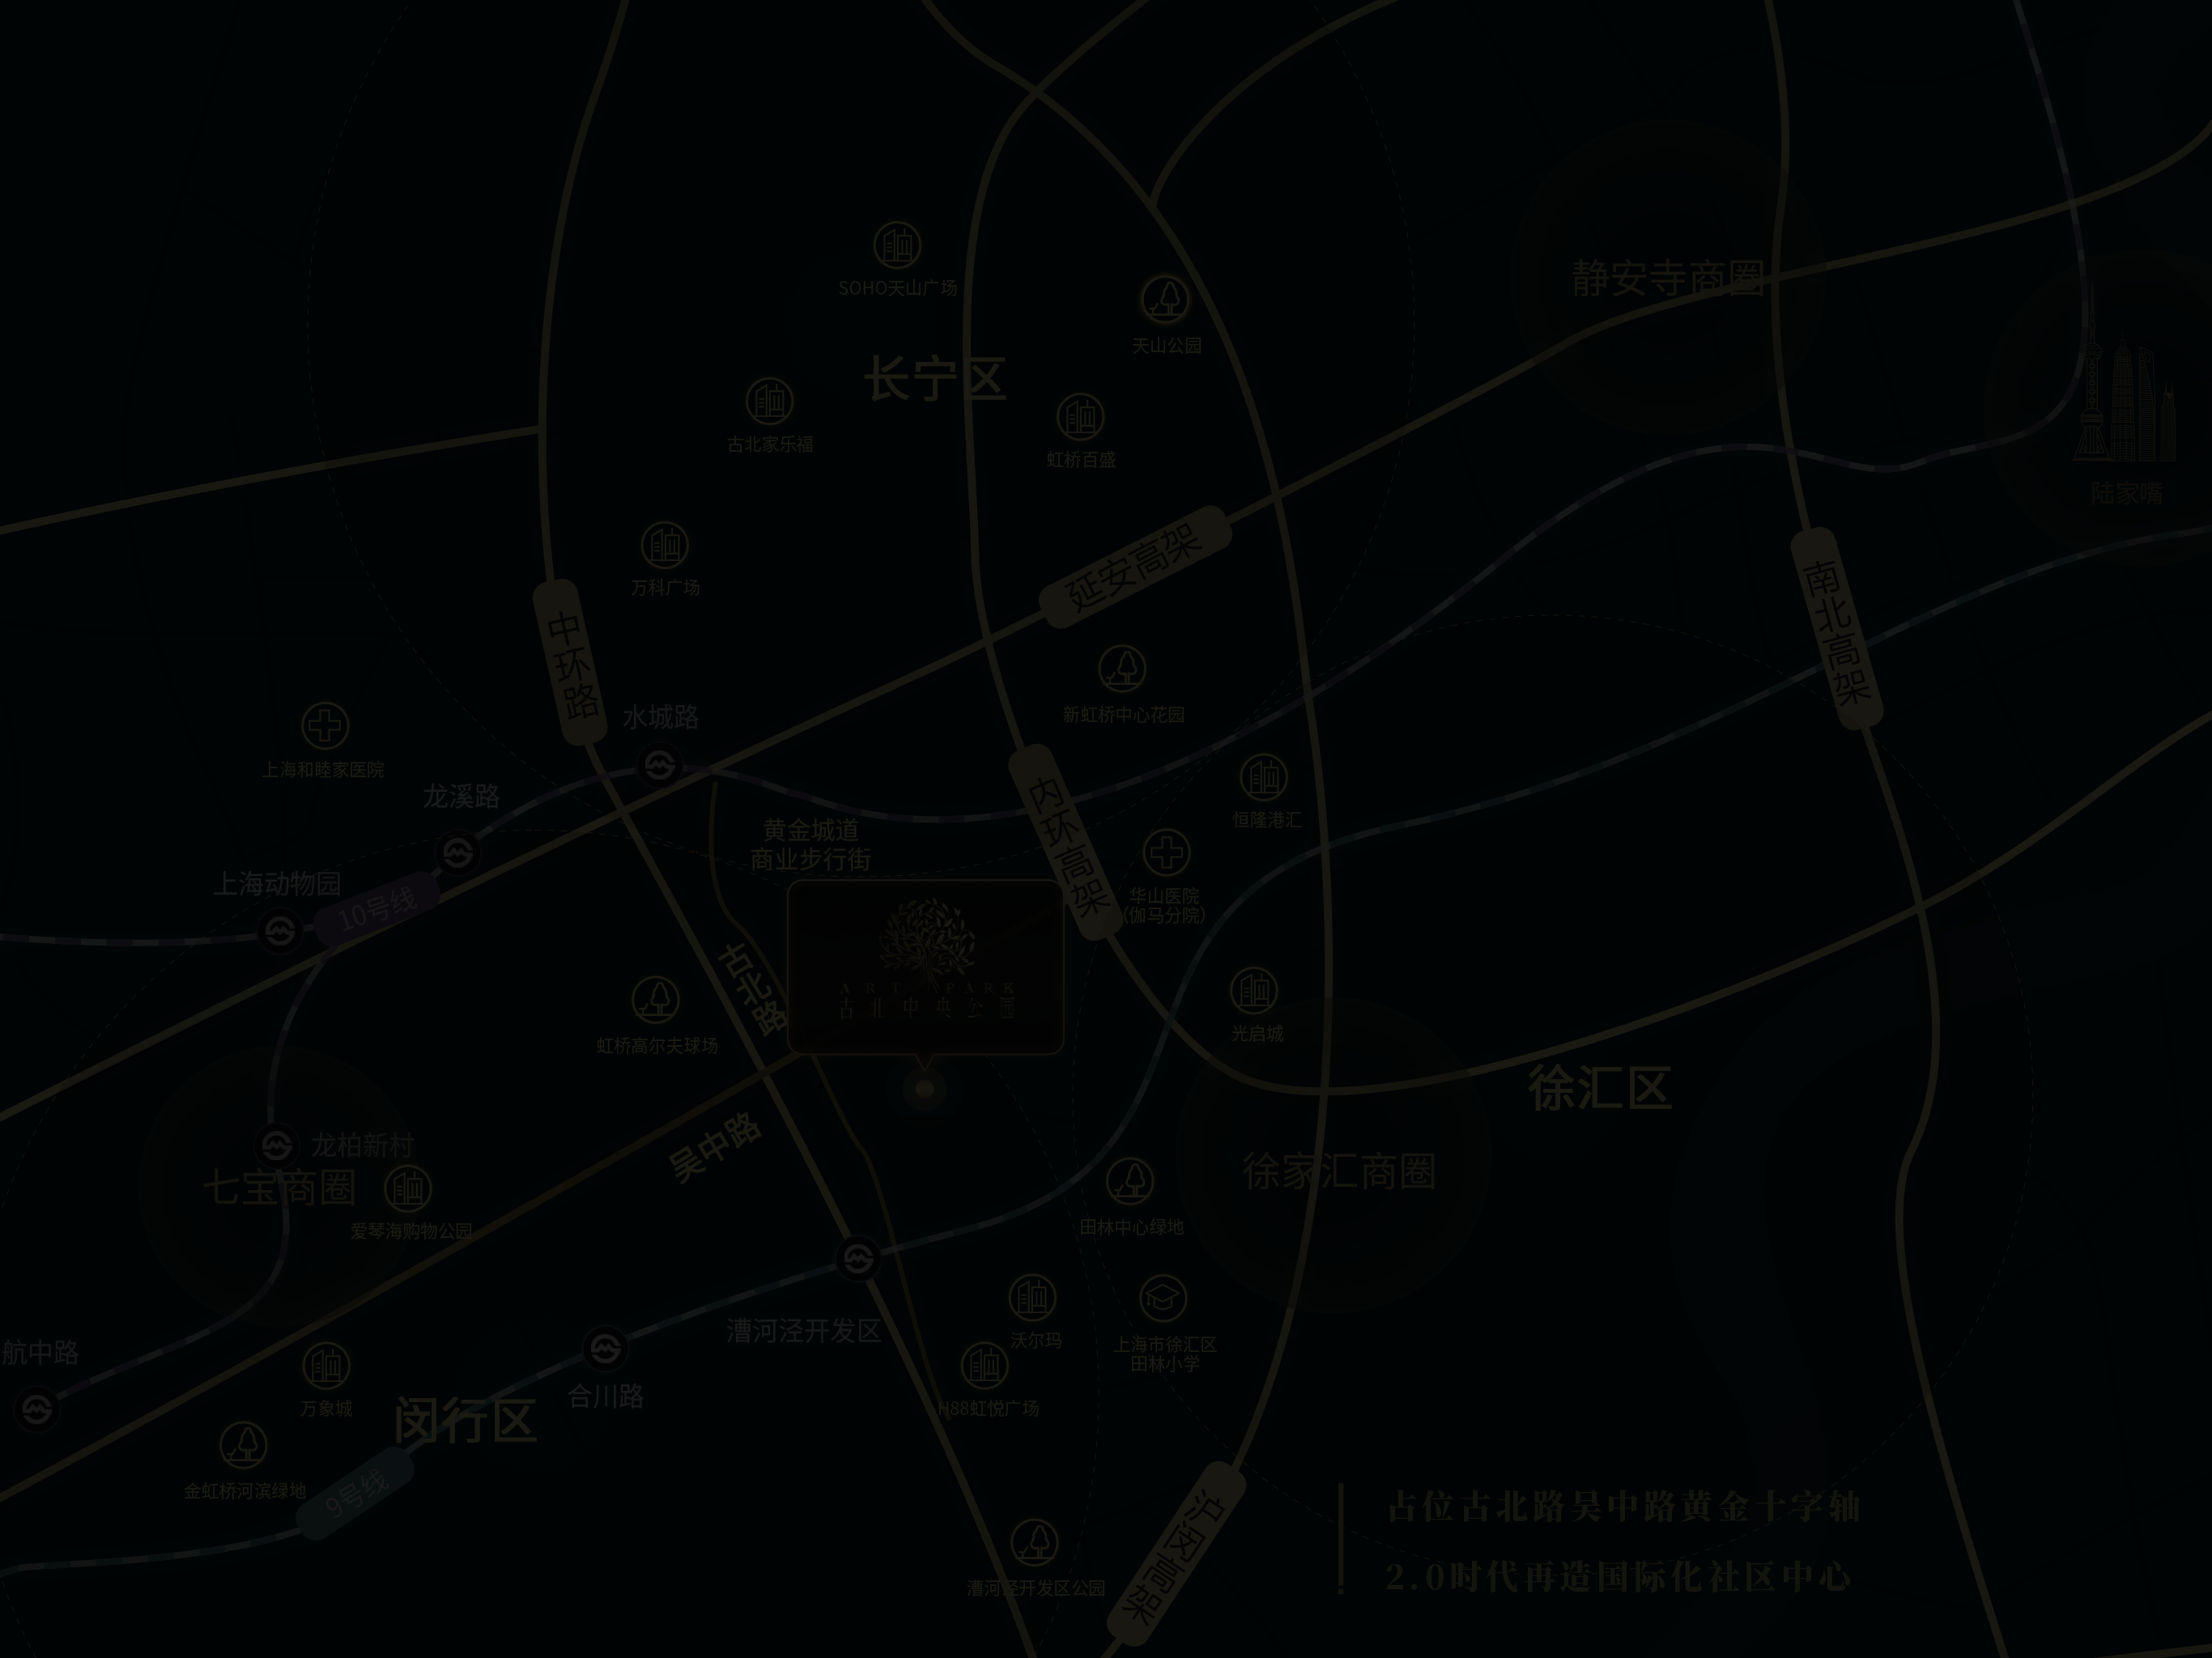 SOHO天山广场
天山公园
静安寺商圈
长宁区
古北家乐福
虹桥百盛
陆家嘴
延安高架
万科广场
南北高架
中环路
新虹桥中心花园
水城路
上海和睦家医院
龙溪路
恒隆港汇
内环高架
黄金城道
商业步行街
上海动物园
10号线
华山医院
(伽马分院)
古北路
ART PARK
古北中央公园
虹桥高尔夫球场
光启城
徐汇区
吴中路
龙柏新村
七宝商圈
徐家汇商圈
爱琴海购物公园
田林中心绿地
漕河泾开发区
沃尔玛
上海市徐汇区
田林小学
航中路
合川路
万象城
闵行区
H88虹悦广场
金虹桥河滨绿地
9号线
沪闵高架
漕河泾开发区公园
占位古北路吴中路黄金十字轴
2.0时代再造国际化社区中心